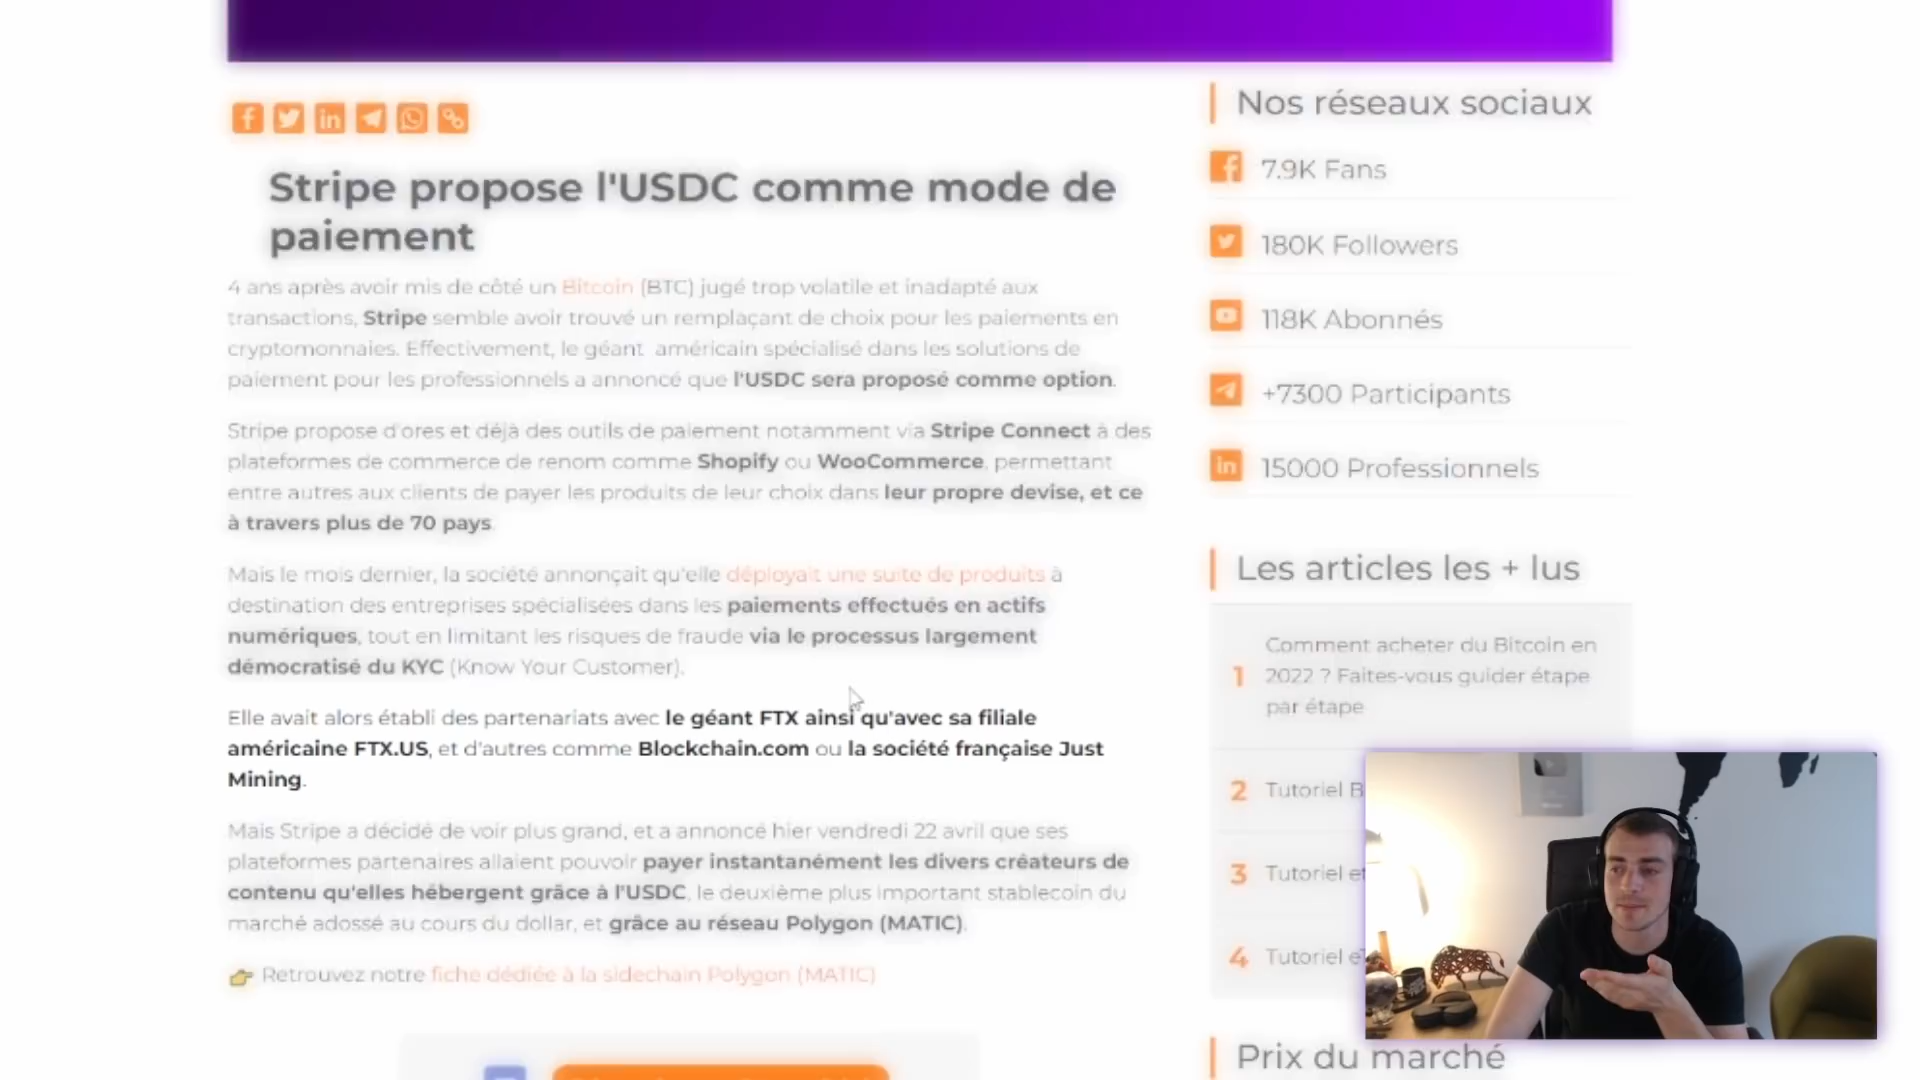 Stripe propose l'USDC comme mode de
paiement
4 ans après avoir mis de côté un Bitcoin (BTC) jugé trop volatile et inadapté aux
transactions, Stripe semble avoir trouvé un remplaçant de choix pour les paiements en
cryptomonnaies. Effectivement, le géant américain spécialisé dans les solutions de
paiement pour les professionnels a annoncé que l'USDC sera proposé comme option.
Stripe propose d'ores et déjà des outils de paiement notamment via Stripe Connect à des
plateformes de commerce de renom comme Shopify ou WooCommerce, permettant
entre autres aux clients de payer les produits de leur choix dans leur propre devise, et ce
à travers plus de 70 pays.
Mais le mois dernier, la société annonçait qu'elle déployait une suite de produits à
destination des entreprises spécialisées dans les paiements effectués en actifs
numériques, tout en limitant les risques de fraude via le processus largement
démocratisé du KYC (Know Your Customer).
Elle avait alors établi des partenariats avec le géant FTX ainsi qu'avec sa filiale
américaine FTX.US, et d'autres comme Blockchain.com ou la société française Just
Mining.
Mais Stripe a décidé de voir plus grand, et a annoncé hier vendredi 22 avril que ses
plateformes partenaires allaient pouvoir payer instantanément les divers créateurs de
contenu qu'elles hébergent grâce à l'USDC, le deuxième plus important stablecoin du
marché adossé au cours du dollar, et grâce au réseau Polygon (MATIC).
👉 Retrouvez notre fiche dédiée à la sidechain Polygon (MATIC)
Nos réseaux sociaux
7.9K Fans
180K Followers
118K Abonnés
+7300 Participants
15000 Professionnels
Les articles les + lus
1 Comment acheter du Bitcoin en
2022 ? Faites-vous guider étape
par étape
2 Tutoriel B
3 Tutoriel et
4 Tutoriel
Prix du marché